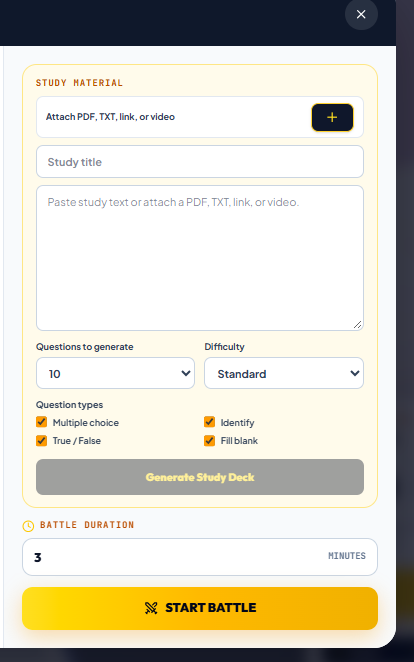 STUDY MATERIAL
Attach PDF, TXT, link, or video
Study title
Paste study text or attach a PDF, TXT, link, or video.
Questions to generate
Difficulty
10
Standard
Question types
Multiple choice
Identify
True / False
Fill blank
Generate Study Deck
BATTLE DURATION
3
MINUTES
START BATTLE